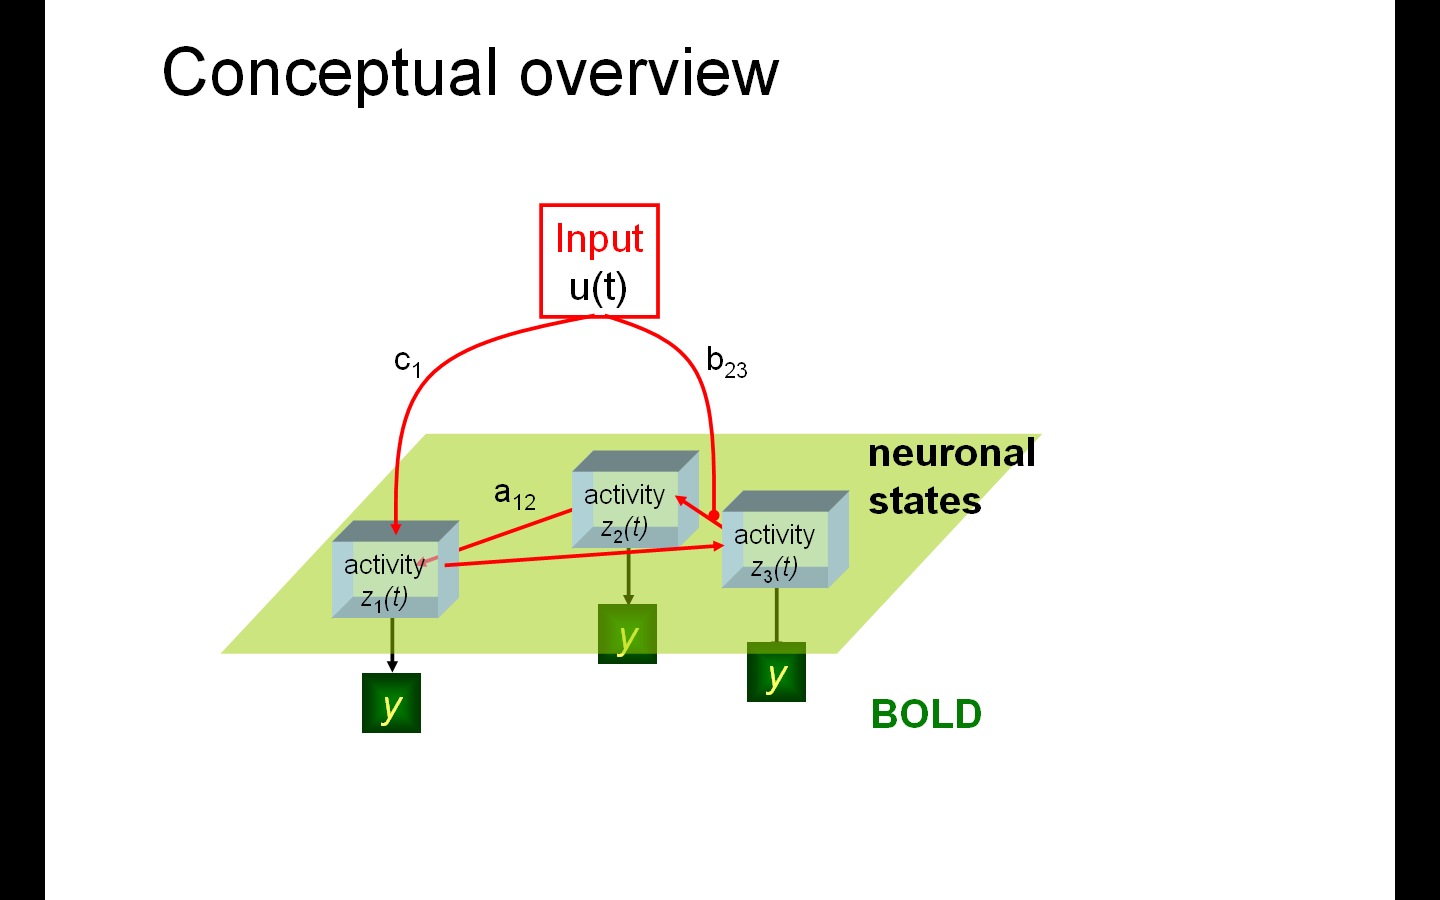 Conceptual overview
Input
u(t)
c1
b23
neuronal
states
a12
activity
z2(t)
activity
z3(t)
activity
z1(t)
y
y
y
BOLD